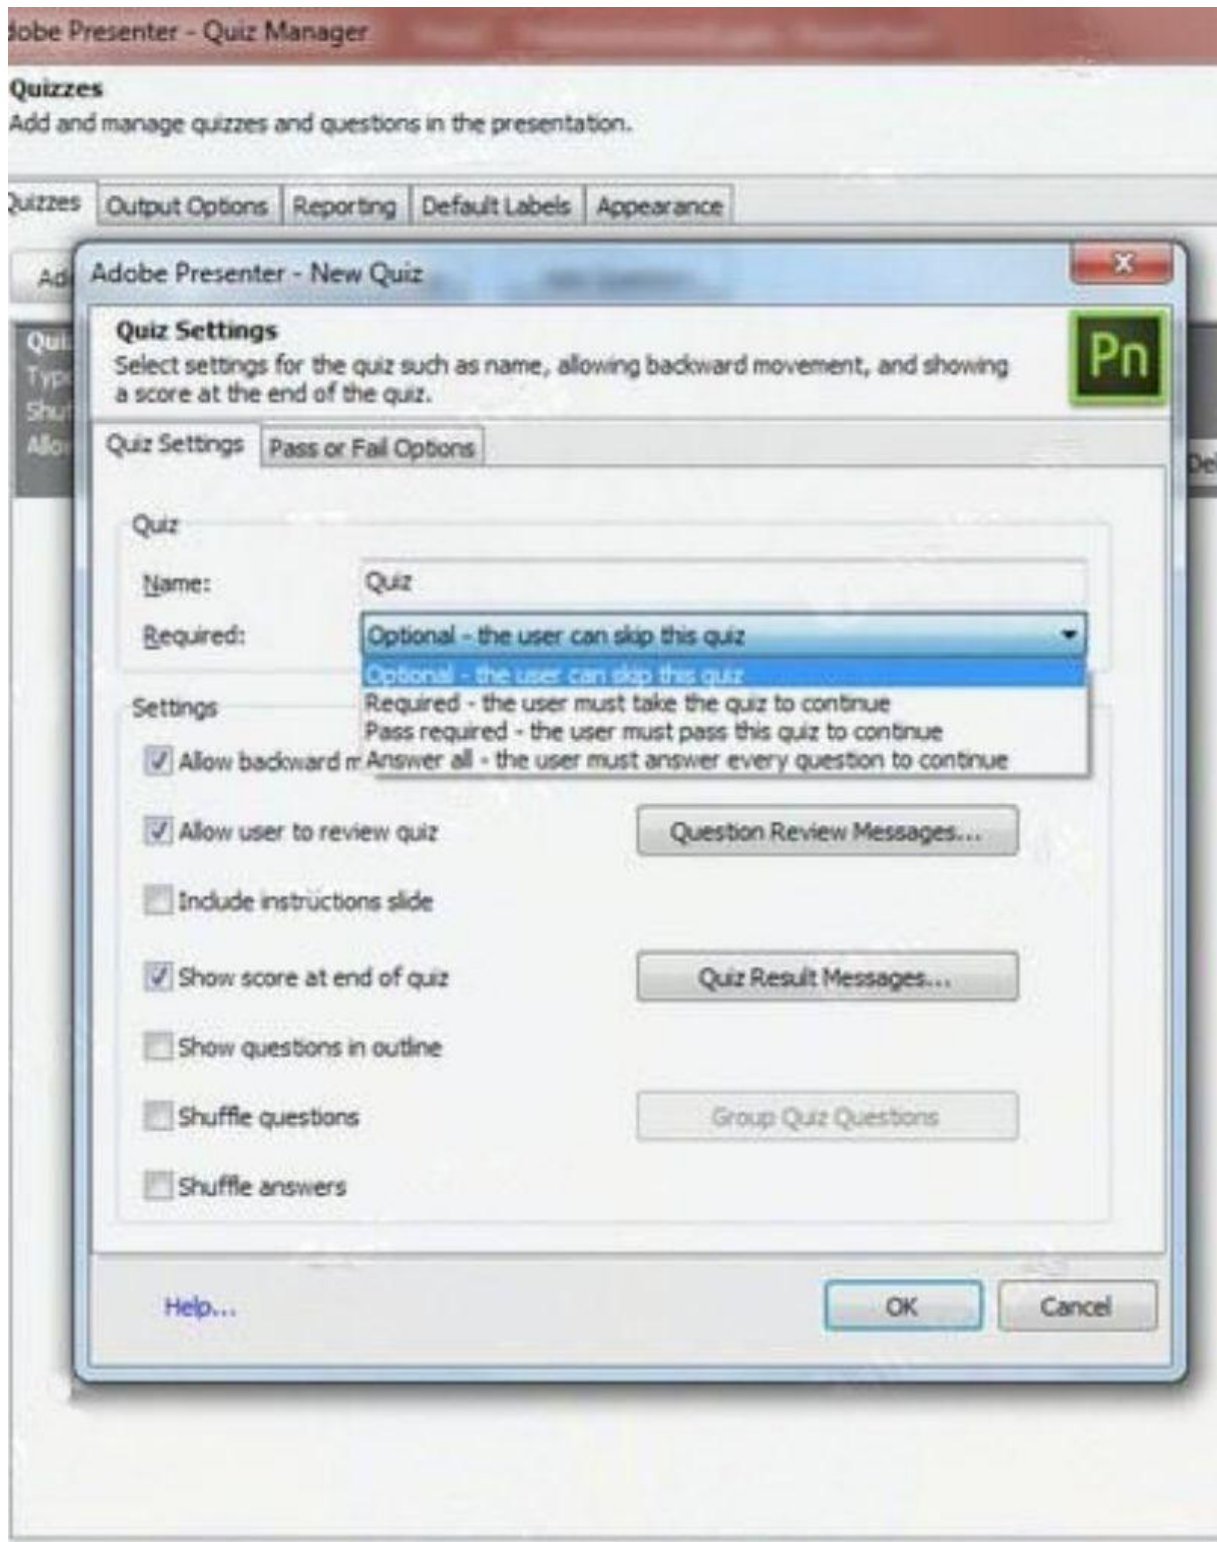 dobe Presenter - Quiz Manager
Quizzes
Add and manage quizzes and questions in the presentation.
Quizzes
Output Options
Reporting
Default Labels
Appearance
Ad
Adobe Presenter - New Quiz
Qui
Typ
Shuf
Allow
Quiz Settings
Select settings for the quiz such as name, allowing backward movement, and showing
a score at the end of the quiz.
Pn
Quiz Settings
Pass or Fail Options
Del
Quiz
Name:
Quiz
Required:
Optional - the user can skip this quiz
Optional - the user can skip this quiz
Required - the user must take the quiz to continue
Pass required - the user must pass this quiz to continue
Answer all - the user must answer every question to continue
Settings
Allow backward m
Allow user to review quiz
Question Review Messages...
Include instructions slide
Show score at end of quiz
Quiz Result Messages...
Show questions in outline
Shuffle questions
Group Quiz Questions
Shuffle answers
Help...
OK
Cancel